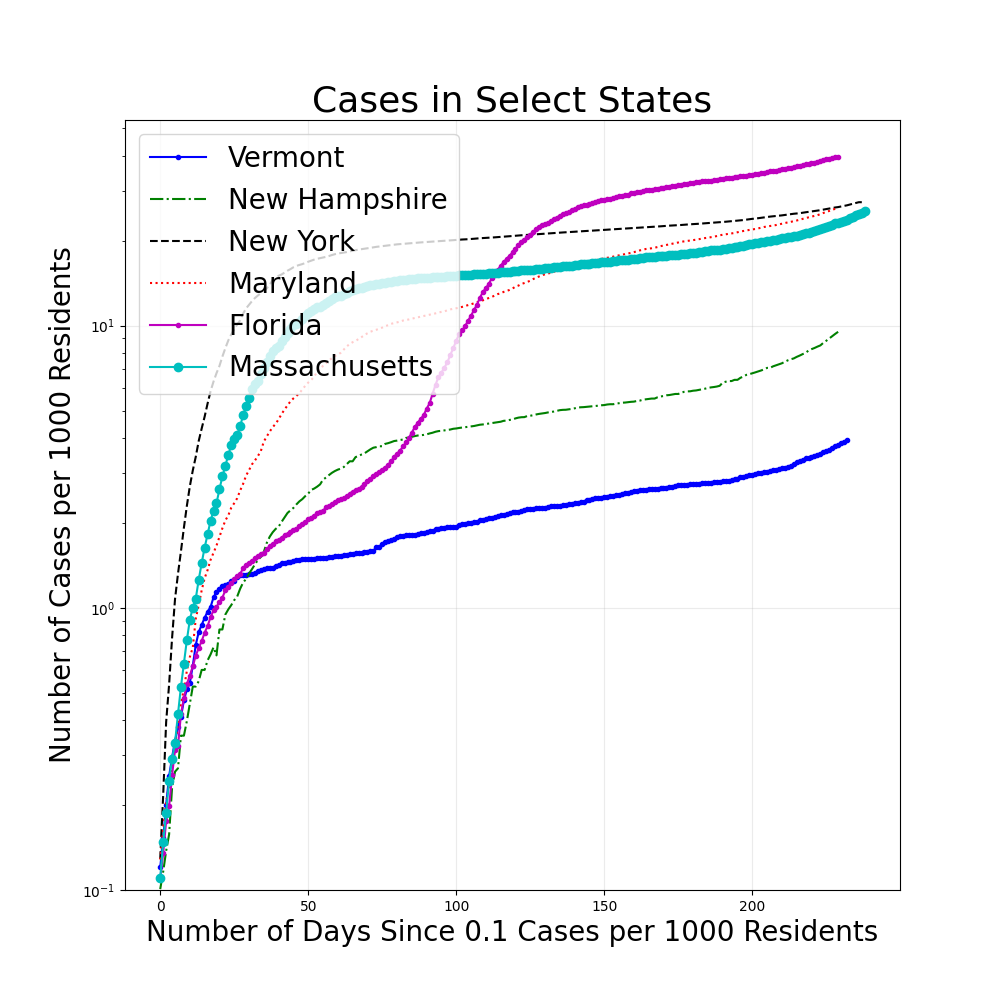 Cases in Select States
Vermont
New Hampshire
New York
Maryland
Florida
Massachusetts
Number of Cases per 1000 Residents
10¹
10⁰
10⁻¹
0 50 100 150 200
Number of Days Since 0.1 Cases per 1000 Residents